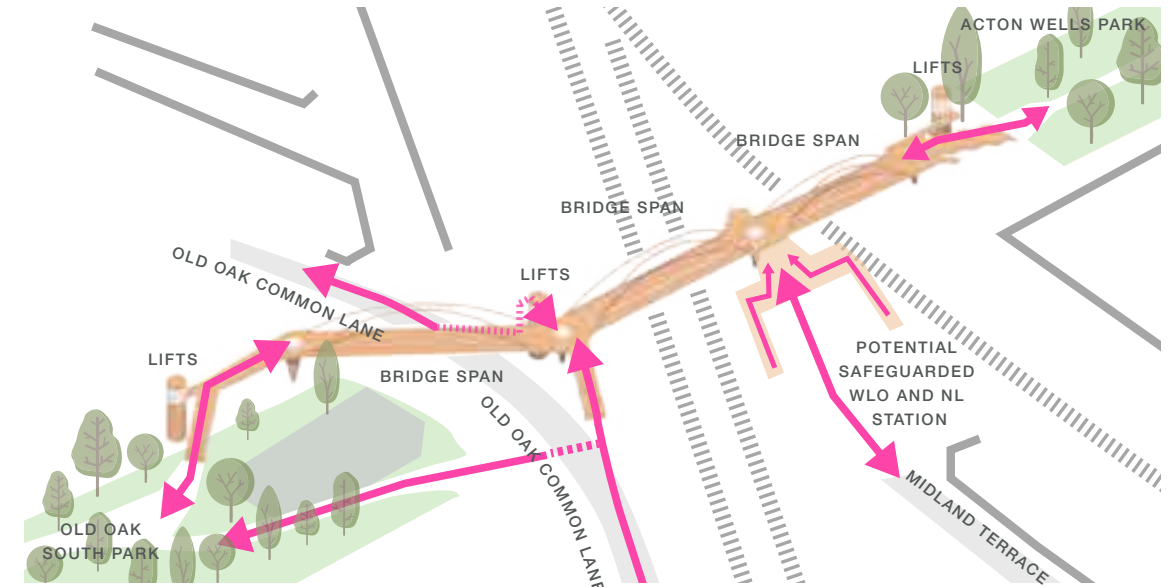 ACTON WELLS PARK
LIFTS
BRIDGE SPAN
BRIDGE SPAN
OLD OAK COMMON LANE
LIFTS
LIFTS
BRIDGE SPAN
POTENTIAL
SAFEGUARDED
WLO AND NL
STATION
OLD OAK COMMON LANE
MIDLAND TERRACE
OLD OAK
SOUTH PARK